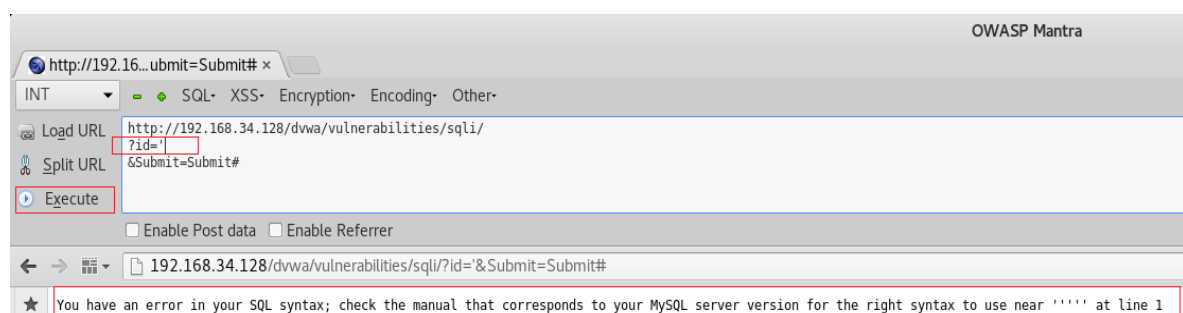 OWASP Mantra
http://192.16...ubmit=Submit# ×
INT SQL XSS Encryption Encoding Other
Load URL http://192.168.34.128/dvwa/vulnerabilities/sqli/
?id='
Split URL &Submit=Submit#
Execute
Enable Post data Enable Referrer
192.168.34.128/dvwa/vulnerabilities/sqli/?id='&Submit=Submit#
You have an error in your SQL syntax; check the manual that corresponds to your MySQL server version for the right syntax to use near ''''' at line 1